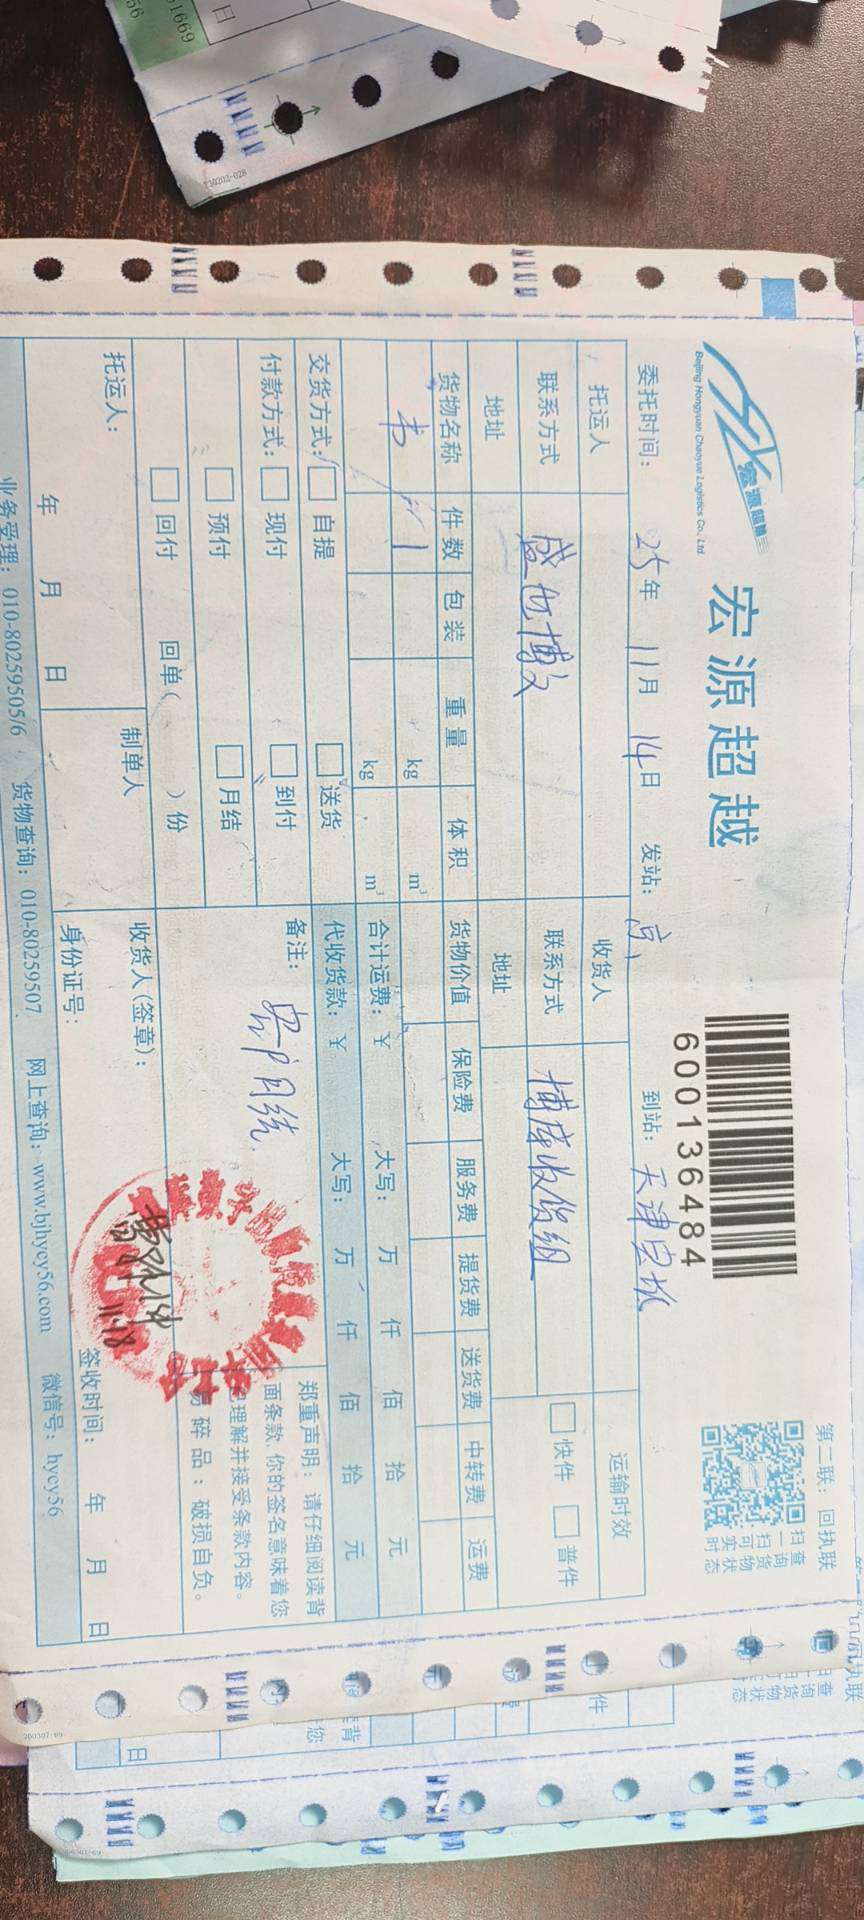 宏源超越
宏源超越
Beijing Hongyuan Chaoyue Logistics Co., Ltd.
600136484
第二联：回执联
扫一扫可实时
查询货物状态
委托时间： 25年 11月 14日 发站： 京 到站： 天津宝坻
托运人 收货人 运输时效
联系方式 盛世博文 联系方式 博库收货组 快件 普件
地址 地址
货物名称 件数 包装 重量 体积 货物价值 保险费 服务费 提货费 送货费 中转费 运费
书 1 kg m³
kg m³ 合计运费：￥ 大写： 万 仟 佰 拾 元
交货方式： 自提 送货 代收货款：￥ 大写： 万 仟 佰 拾 元
付款方式： 现付 到付 备注：
预付 月结
回付 回单（ ）份
郑重声明：请仔细阅读背
面条款，你的签名意味着您
理解并接受条款内容。
易碎品：破损自负。
托运人： 制单人 收货人（签章）：
11.18
年 月 日 身份证号： 签收时间： 年 月 日
业务受理：010-80259505/6 货物查询：010-80259507 网上查询：www.bjhycy56.com 微信号：hycy56